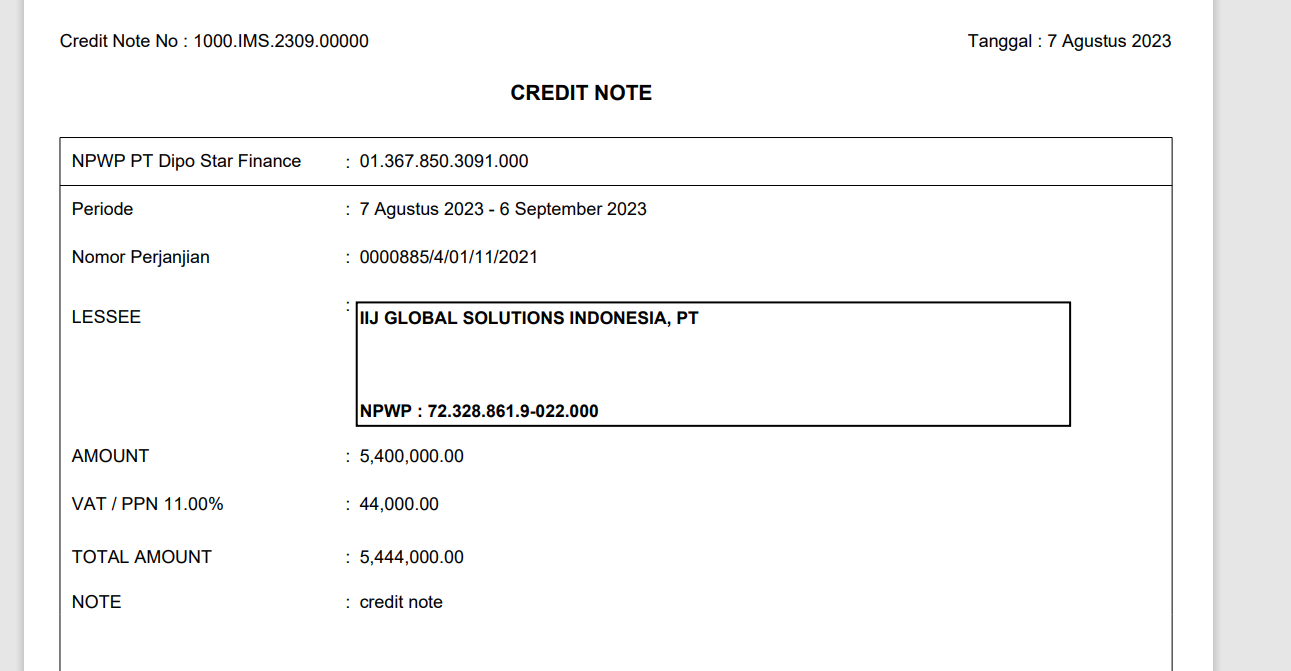 Credit Note No : 1000.IMS.2309.00000 Tanggal : 7 Agustus 2023
CREDIT NOTE
NPWP PT Dipo Star Finance : 01.367.850.3091.000
Periode : 7 Agustus 2023 - 6 September 2023
Nomor Perjanjian : 0000885/4/01/11/2021
LESSEE : IIJ GLOBAL SOLUTIONS INDONESIA, PT
NPWP : 72.328.861.9-022.000
AMOUNT : 5,400,000.00
VAT / PPN 11.00% : 44,000.00
TOTAL AMOUNT : 5,444,000.00
NOTE : credit note